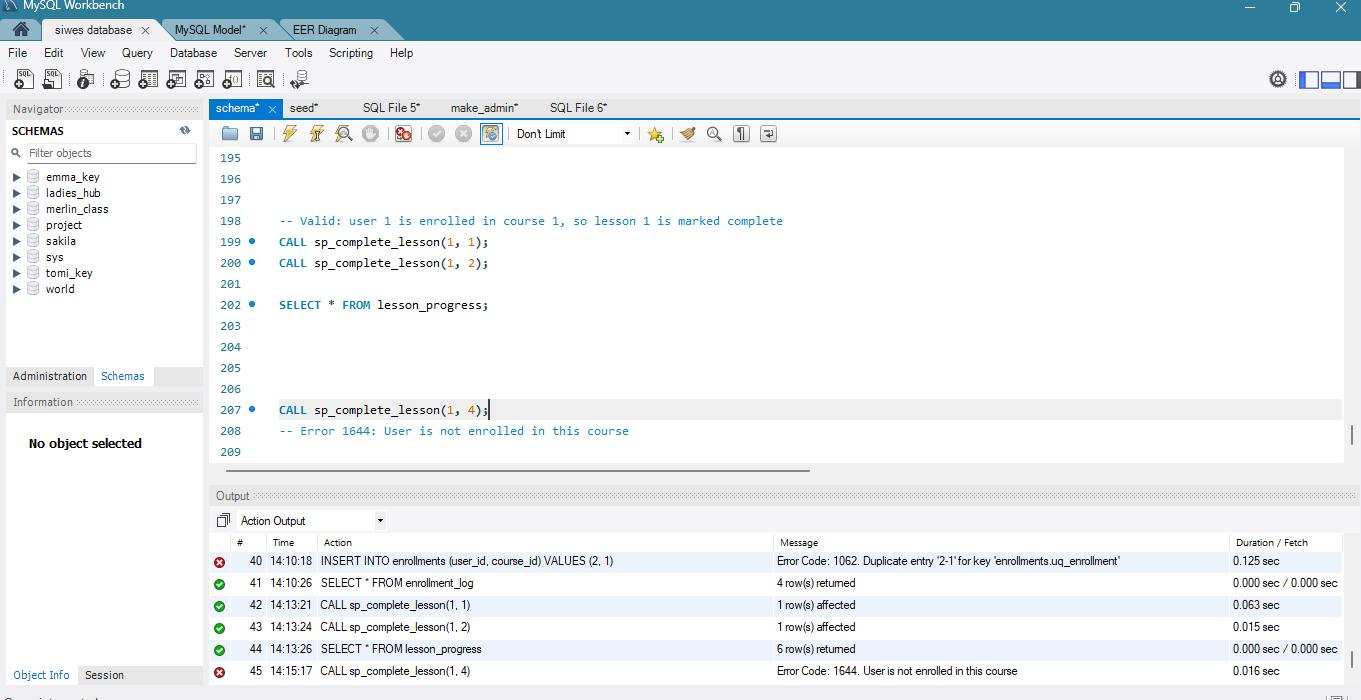 MySQL Workbench
siwes database
MySQL Model*
EER Diagram
File Edit View Query Database Server Tools Scripting Help
Navigator
SCHEMAS
Filter objects
emma_key
ladies_hub
merlin_class
project
sakila
sys
tomi_key
world
Administration Schemas
Information
No object selected
Object Info Session
schema* seed* SQL File 5* make_admin* SQL File 6*
Don't Limit
195
196
197
198 -- Valid: user 1 is enrolled in course 1, so lesson 1 is marked complete
199 CALL sp_complete_lesson(1, 1);
200 CALL sp_complete_lesson(1, 2);
201
202 SELECT * FROM lesson_progress;
203
204
205
206
207 CALL sp_complete_lesson(1, 4);
208 -- Error 1644: User is not enrolled in this course
209
Output
Action Output
# Time Action Message Duration / Fetch
40 14:10:18 INSERT INTO enrollments (user_id, course_id) VALUES (2, 1) Error Code: 1062. Duplicate entry '2-1' for key 'enrollments.uq_enrollment' 0.125 sec
41 14:10:26 SELECT * FROM enrollment_log 4 row(s) returned 0.000 sec / 0.000 sec
42 14:13:21 CALL sp_complete_lesson(1, 1) 1 row(s) affected 0.063 sec
43 14:13:24 CALL sp_complete_lesson(1, 2) 1 row(s) affected 0.015 sec
44 14:13:26 SELECT * FROM lesson_progress 6 row(s) returned 0.000 sec / 0.000 sec
45 14:15:17 CALL sp_complete_lesson(1, 4) Error Code: 1644. User is not enrolled in this course 0.016 sec